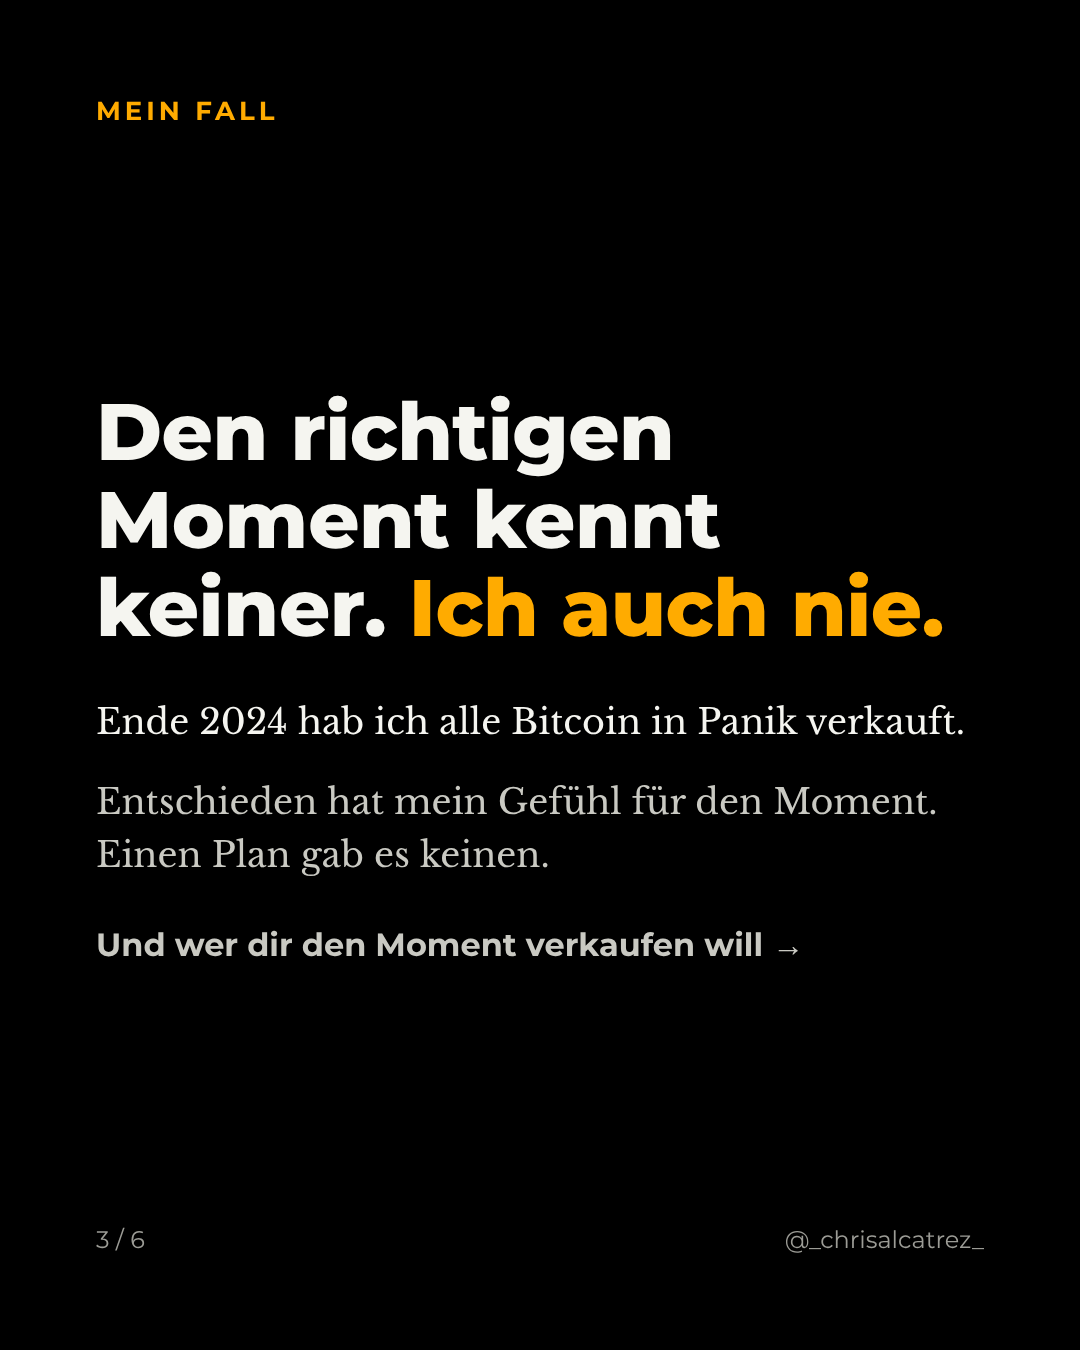 MEIN FALL
Den richtigen
Moment kennt
keiner. Ich auch nie.
Ende 2024 hab ich alle Bitcoin in Panik verkauft.
Entschieden hat mein Gefühl für den Moment.
Einen Plan gab es keinen.
Und wer dir den Moment verkaufen will →
3 / 6
@_chrisalcatrez_